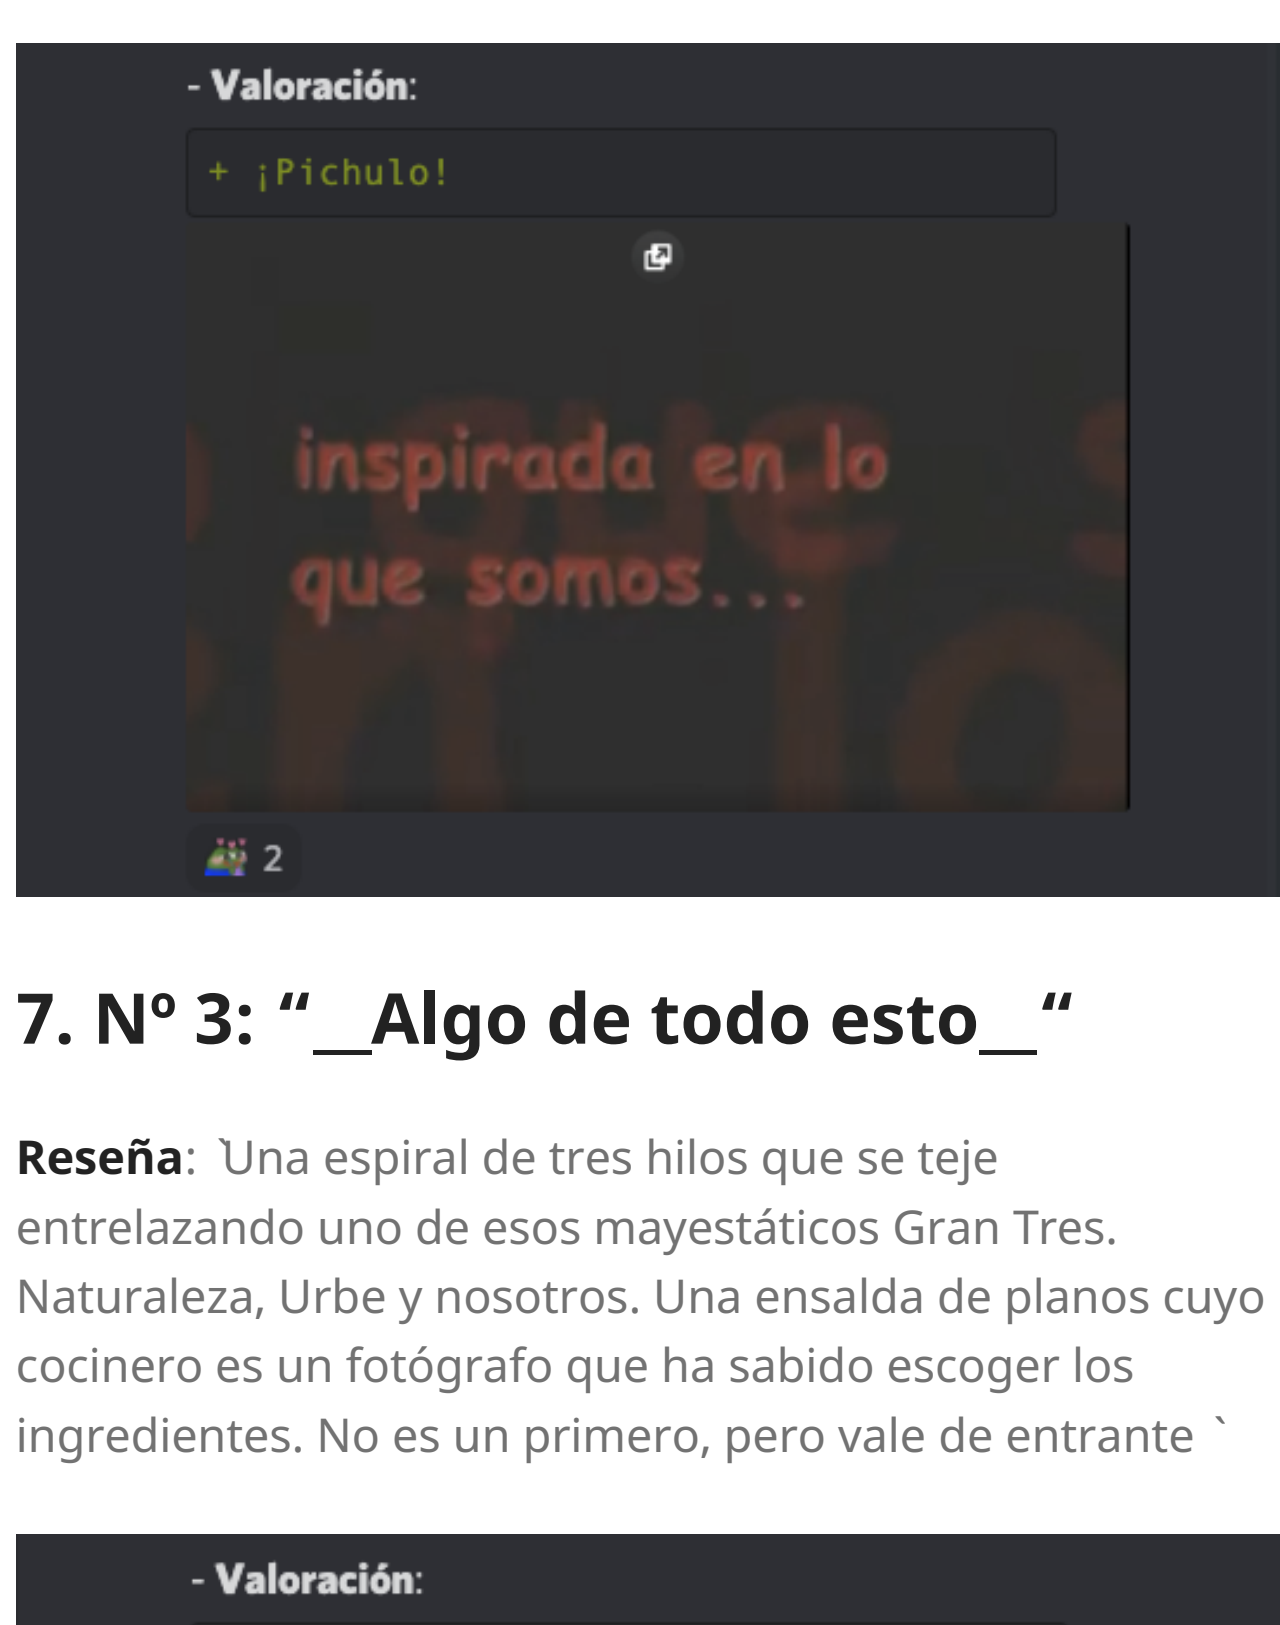 - Valoración:
+ ¡Pichulo!
inspirada en lo
que somos...
2
7. Nº 3: “__Algo de todo esto__“
Reseña: `Una espiral de tres hilos que se teje
entrelazando uno de esos mayestáticos Gran Tres.
Naturaleza, Urbe y nosotros. Una ensalda de planos cuyo
cocinero es un fotógrafo que ha sabido escoger los
ingredientes. No es un primero, pero vale de entrante `
- Valoración: